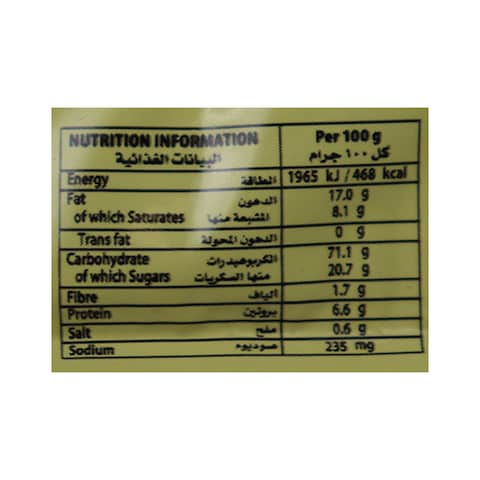 NUTRITION INFORMATION Per 100 g
البيانات الغذائية كل ١٠٠ جرام
Energy الطاقة 1965 kJ / 468 kcal
Fat الدهون 17.0 g
of which Saturates المشبعة منها 8.1 g
Trans fat الدهون المحولة 0 g
Carbohydrate الكربوهيدرات 71.1 g
of which Sugars منها السكريات 20.7 g
Fibre ألياف 1.7 g
Protein بروتين 6.6 g
Salt ملح 0.6 g
Sodium صوديوم 235 mg